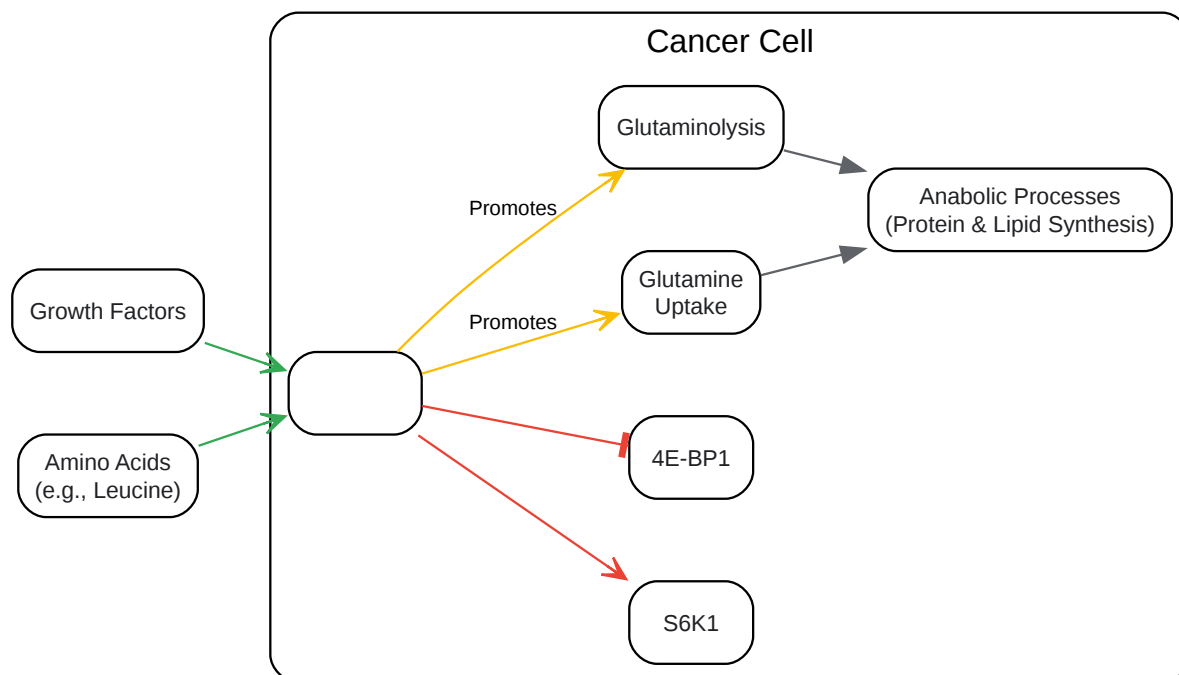 Cancer Cell
Glutaminolysis
Promotes
Anabolic Processes
(Protein & Lipid Synthesis)
Growth Factors
Glutamine
Uptake
Promotes
Amino Acids
(e.g., Leucine)
4E-BP1
S6K1